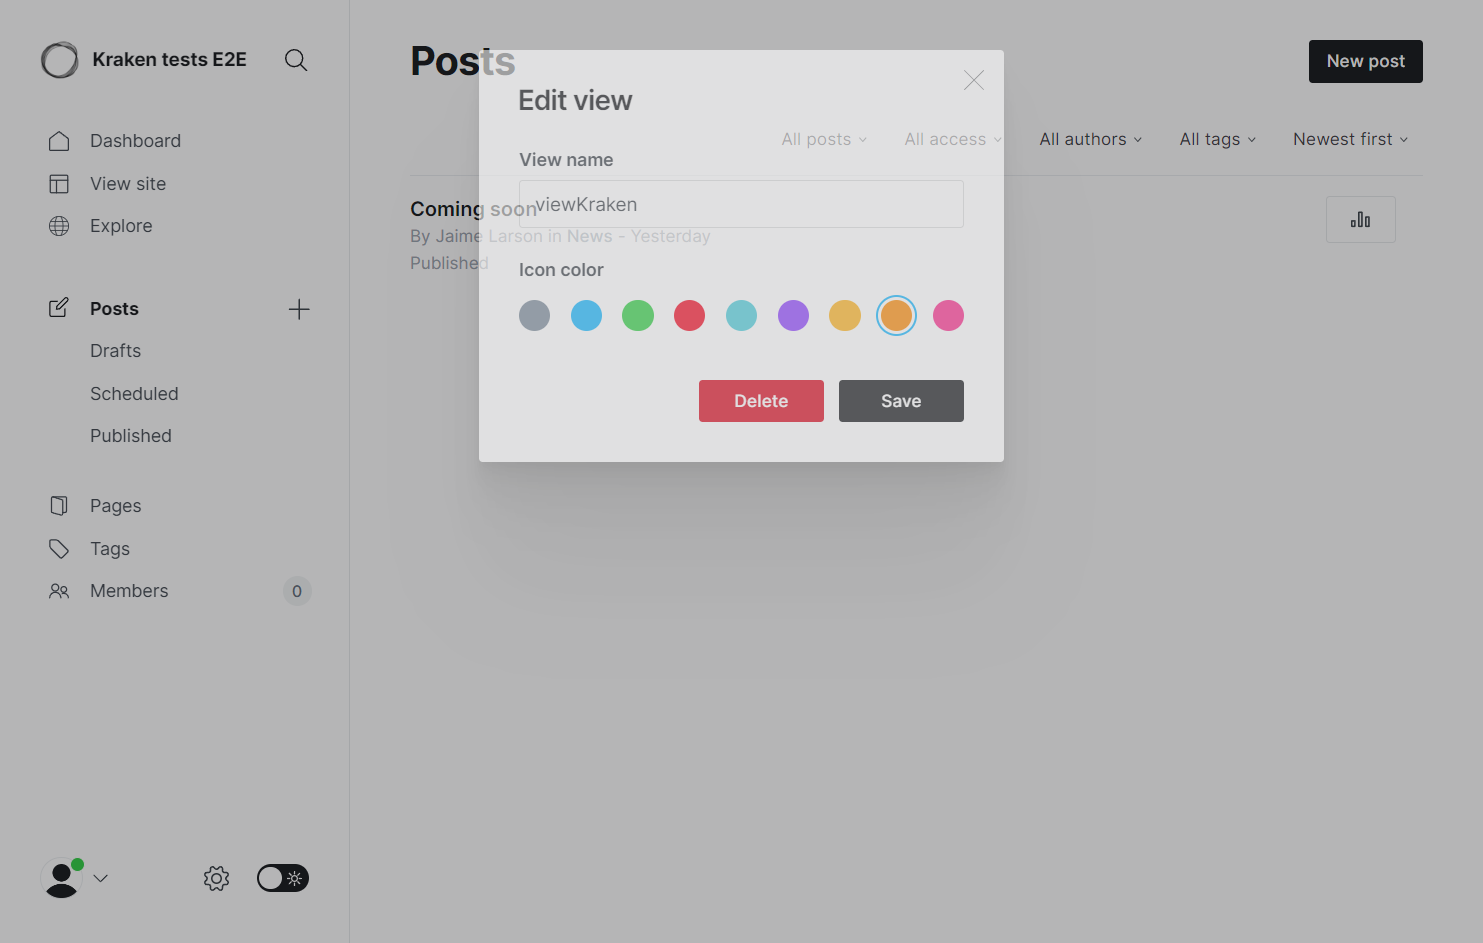 Kraken tests E2E
Dashboard
View site
Explore
Posts
Drafts
Scheduled
Published
Pages
Tags
Members
0
Posts
New post
Edit view
All posts
All access
All authors
All tags
Newest first
View name
viewKraken
Coming soon
By Jaime Larson in News - Yesterday
Published
Icon color
Delete
Save